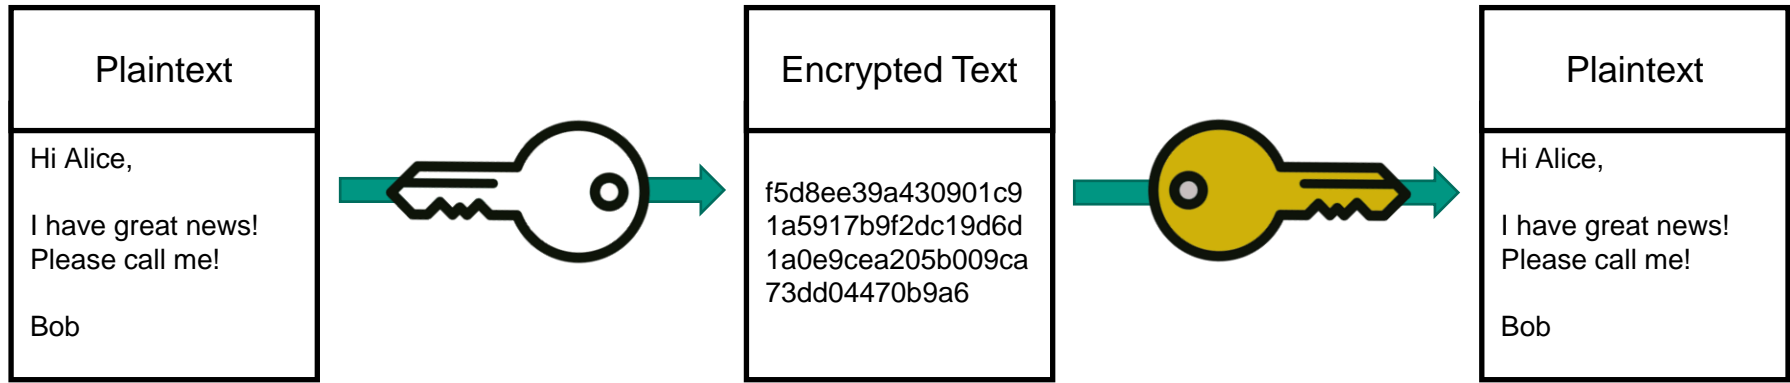 Plaintext
Hi Alice,
I have great news!
Please call me!
Bob
Encrypted Text
f5d8ee39a430901c9
1a5917b9f2dc19d6d
1a0e9cea205b009ca
73dd04470b9a6
Plaintext
Hi Alice,
I have great news!
Please call me!
Bob